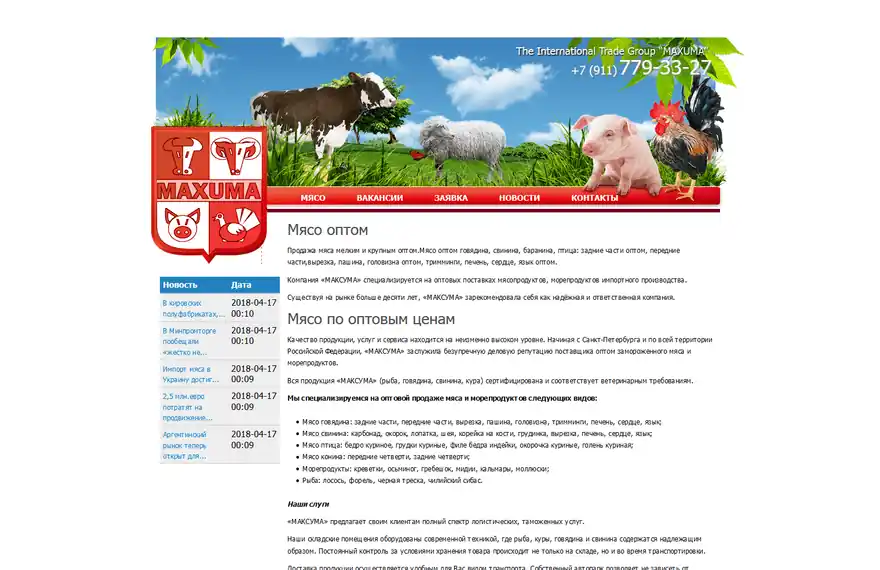 The International Trade Group "MAXUMA"
+7 (911) 779-33-27
MAXUMA
МЯСО ВАКАНСИИ ЗАЯВКА НОВОСТИ КОНТАКТЫ
Мясо оптом
Продажа мяса мелким и крупным оптом.Мясо оптом говядина, свинина, баранина, птица: задние части оптом, передние
части,вырезка, пашина, головизна оптом, тримминги, печень, сердце, язык оптом.
Компания «МАКСУМА» специализируется на оптовых поставках мясопродуктов, морепродуктов импортного производства.
Существуя на рынке больше десяти лет, «МАКСУМА» зарекомендовала себя как надёжная и ответственная компания.
Мясо по оптовым ценам
Качество продукции, услуг и сервиса находится на неизменно высоком уровне. Начиная с Санкт-Петербурга и по всей территории
Российской Федерации, «МАКСУМА» заслужила безупречную деловую репутацию поставщика оптом замороженного мяса и
морепродуктов.
Вся продукция «МАКСУМА» (рыба, говядина, свинина, кура) сертифицирована и соответствует ветеринарным требованиям.
Мы специализируемся на оптовой продаже мяса и морепродуктов следующих видов:
Мясо говядина: задние части, передние части, вырезка, пашина, головизна, тримминги, печень, сердце, язык;
Мясо свинина: карбонад, окорок, лопатка, шея, корейка на кости, грудинка, вырезка, печень, сердце, язык;
Мясо птица: бедро куриное, грудки куриные, филе бедра индейки, окорочка куриные, голень куриная;
Мясо конина: передние четверти, задние четверти;
Морепродукты: креветки, осьминог, гребешок, мидии, кальмары, моллюски;
Рыба: лосось, форель, черная треска, чилийский сибас.
Наши слуги
«МАКСУМА» предлагает своим клиентам полный спектр логистических, таможенных услуг.
Наши складские помещения оборудованы современной техникой, где рыба, куры, говядина и свинина содержатся надлежащим
образом. Постоянный контроль за условиями хранения товара происходит не только на складе, но и во время транспортировки.
Доставка продукции осуществляется удобным для Вас видом транспорта. Собственный автопарк позволяет не зависеть от
Новость Дата
В кировских 2018-04-17
полуфабрикатах,... 00:10
В Минпромторге 2018-04-17
пообещали 00:10
«жестко не...
Импорт мяса в 2018-04-17
Украину достиг... 00:09
2,5 млн.евро 2018-04-17
потратят на 00:09
продвижение...
Аргентинский 2018-04-17
рынок теперь 00:09
открыт для...